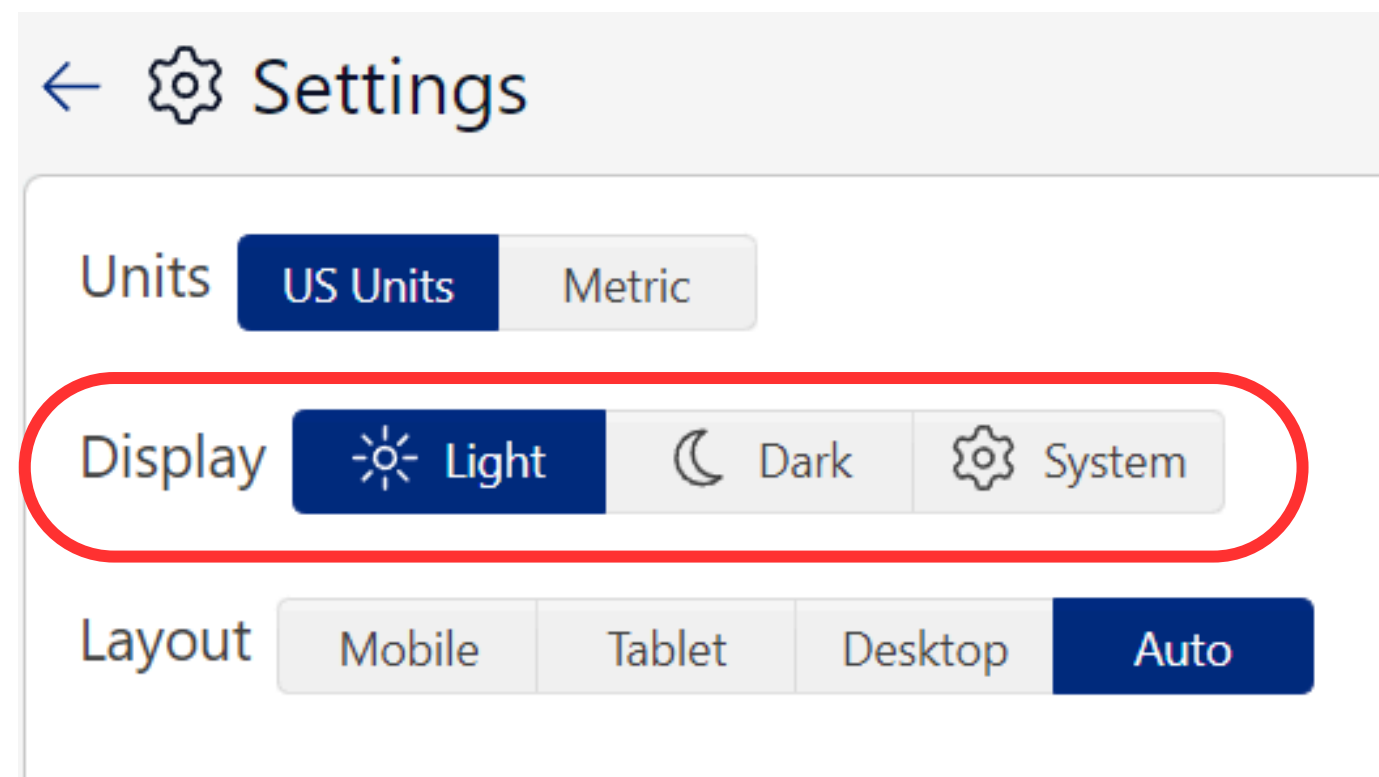 Settings
Units US Units Metric
Display Light Dark System
Layout Mobile Tablet Desktop Auto